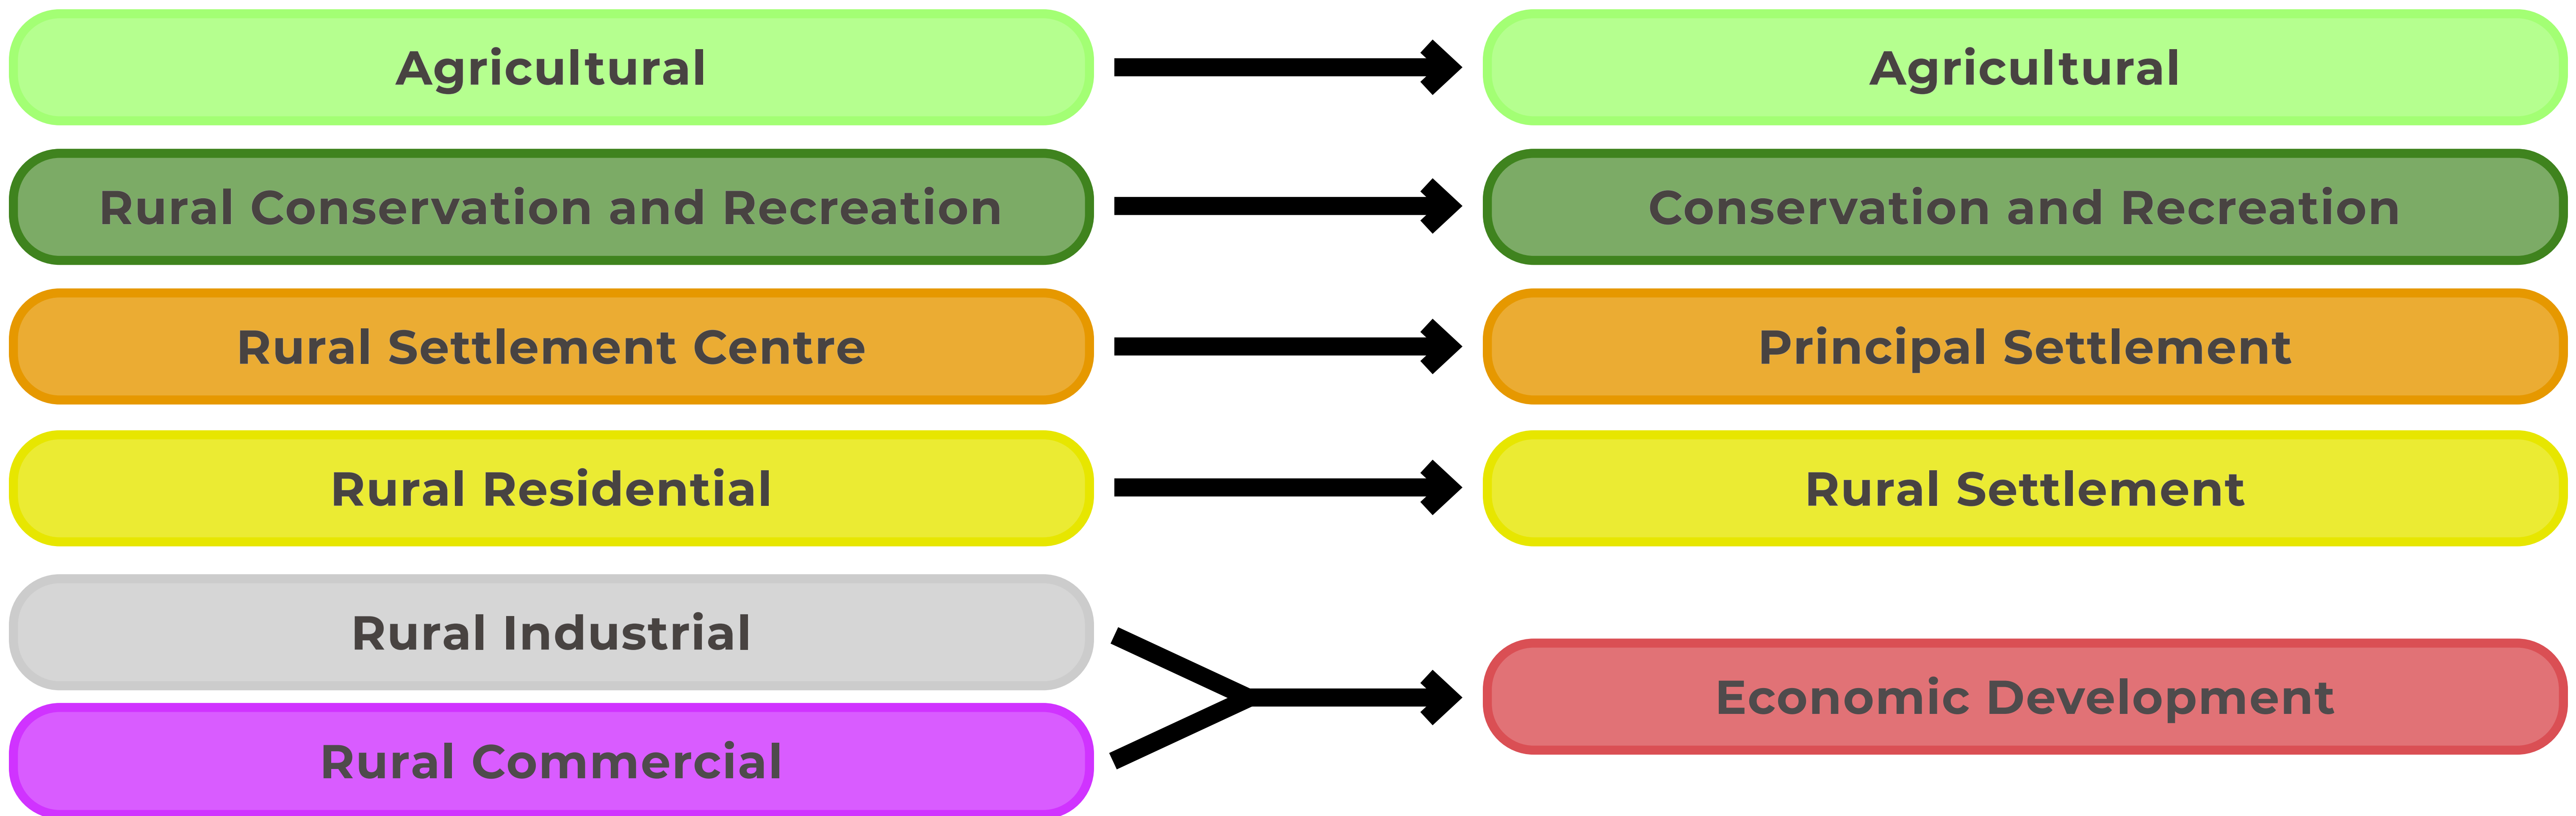 Agricultural
Agricultural
Rural Conservation and Recreation
Conservation and Recreation
Rural Settlement Centre
Principal Settlement
Rural Residential
Rural Settlement
Rural Industrial
Rural Commercial
Economic Development